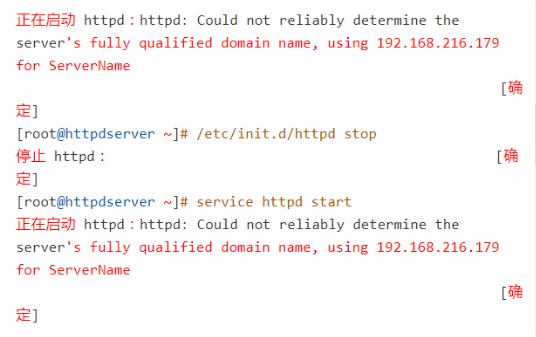 正在启动 httpd：httpd: Could not reliably determine the
server's fully qualified domain name, using 192.168.216.179
for ServerName
[确
定]
[root@httpdserver ~]# /etc/init.d/httpd stop
停止 httpd： [确
定]
[root@httpdserver ~]# service httpd start
正在启动 httpd：httpd: Could not reliably determine the
server's fully qualified domain name, using 192.168.216.179
for ServerName
[确
定]